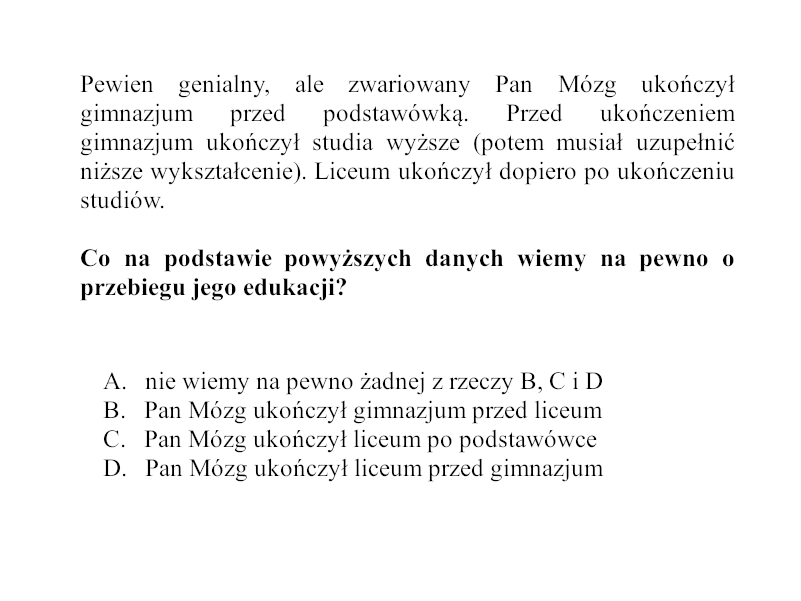 Pewien genialny, ale zwariowany Pan Mózg ukończył
gimnazjum przed podstawówką. Przed ukończeniem
gimnazjum ukończył studia wyższe (potem musiał uzupełnić
niższe wykształcenie). Liceum ukończył dopiero po ukończeniu
studiów.
Co na podstawie powyższych danych wiemy na pewno o
przebiegu jego edukacji?
A. nie wiemy na pewno żadnej z rzeczy B, C i D
B. Pan Mózg ukończył gimnazjum przed liceum
C. Pan Mózg ukończył liceum po podstawówce
D. Pan Mózg ukończył liceum przed gimnazjum